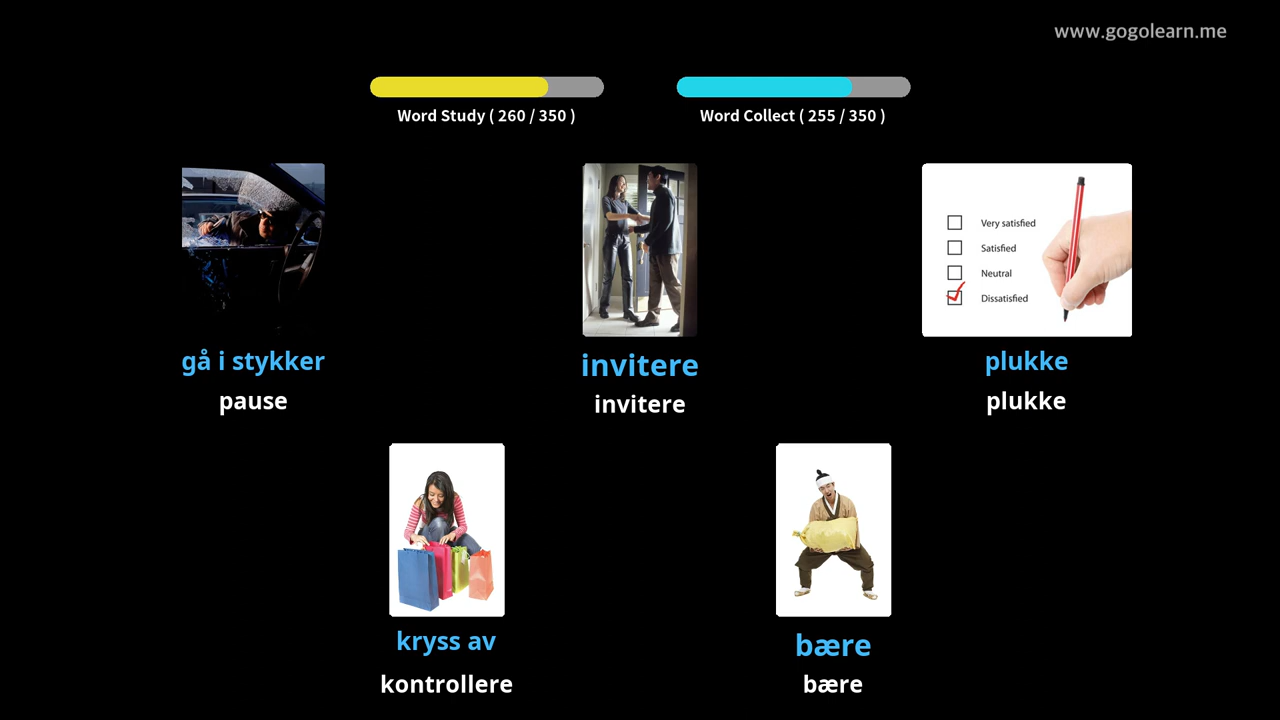 www.gogolearn.me
Word Study ( 260 / 350 )
Word Collect ( 255 / 350 )
Very satisfied
Satisfied
Neutral
Dissatisfied
gå i stykker
pause
invitere
invitere
plukke
plukke
kryss av
kontrollere
bære
bære